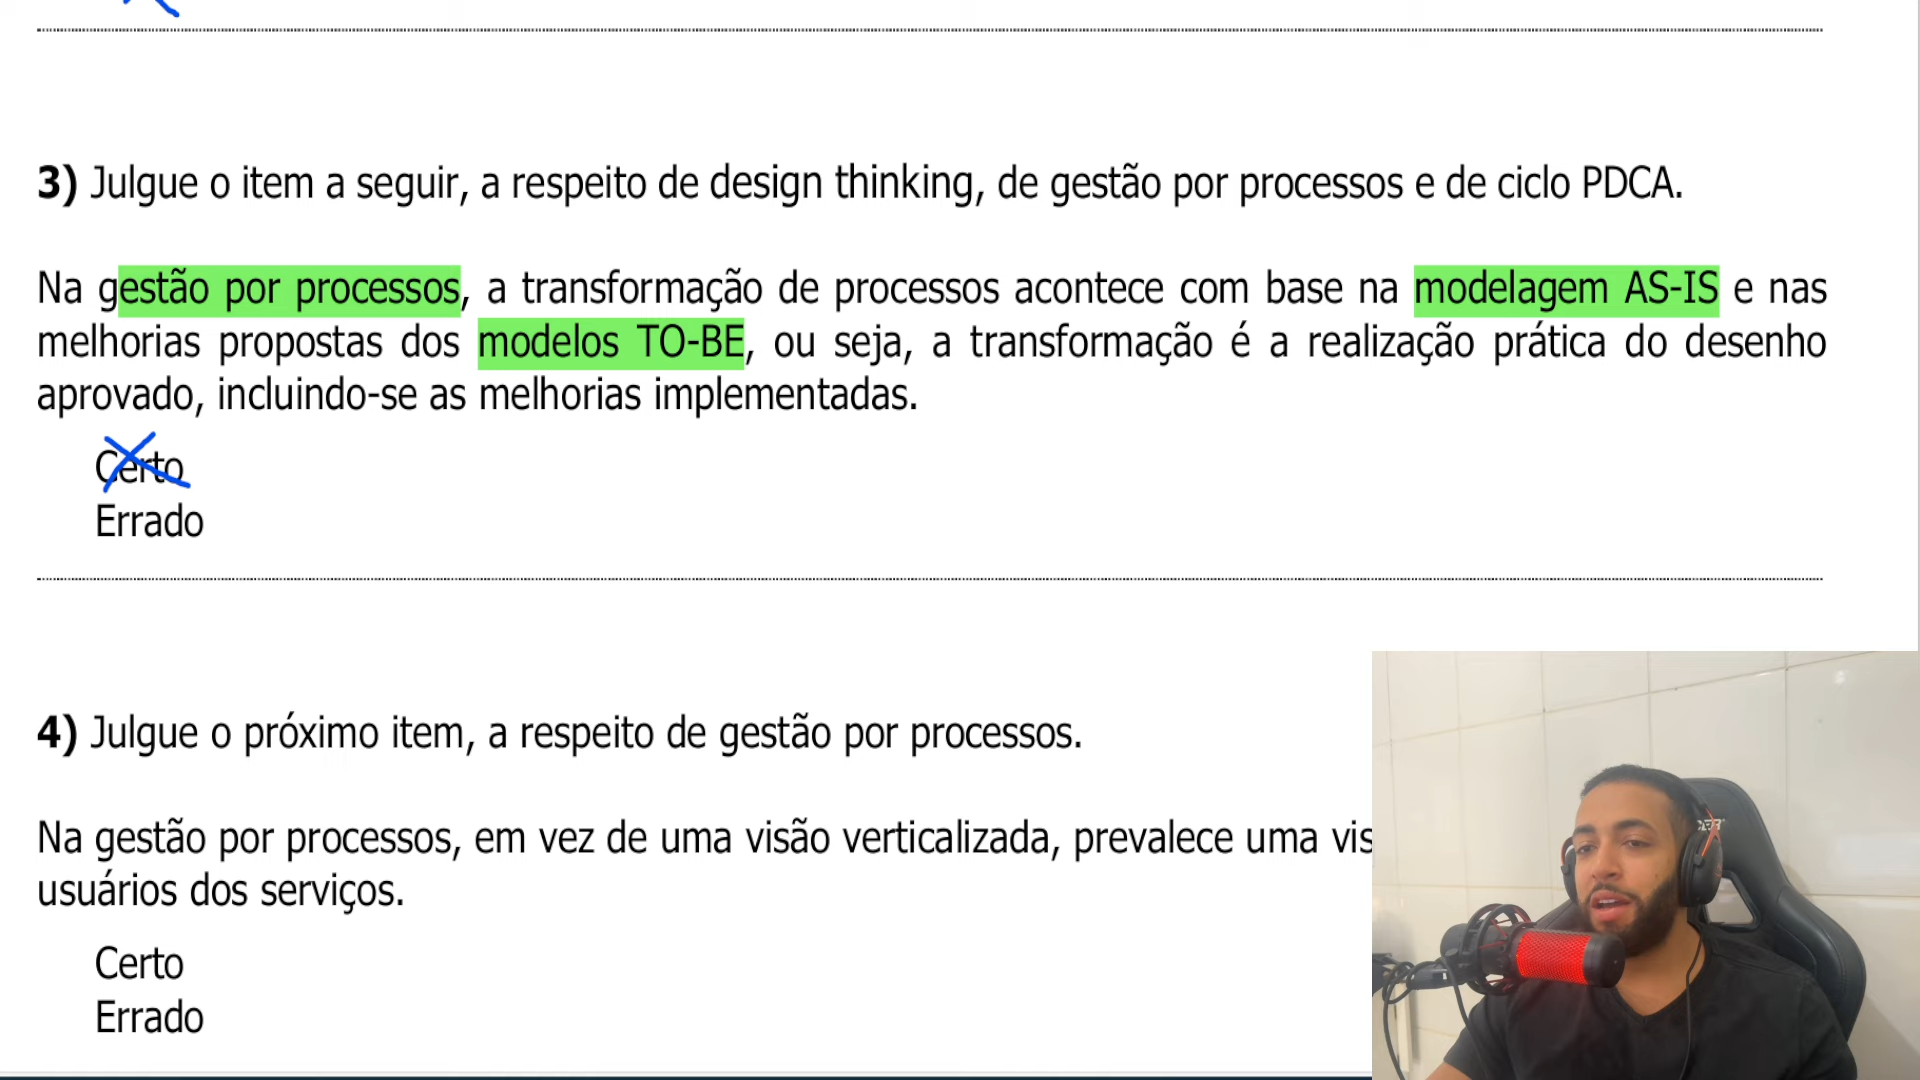 3) Julgue o item a seguir, a respeito de design thinking, de gestão por processos e de ciclo PDCA.
Na gestão por processos, a transformação de processos acontece com base na modelagem AS-IS e nas
melhorias propostas dos modelos TO-BE, ou seja, a transformação é a realização prática do desenho
aprovado, incluindo-se as melhorias implementadas.
Certo
Errado
4) Julgue o próximo item, a respeito de gestão por processos.
Na gestão por processos, em vez de uma visão verticalizada, prevalece uma
usuários dos serviços.
Certo
Errado